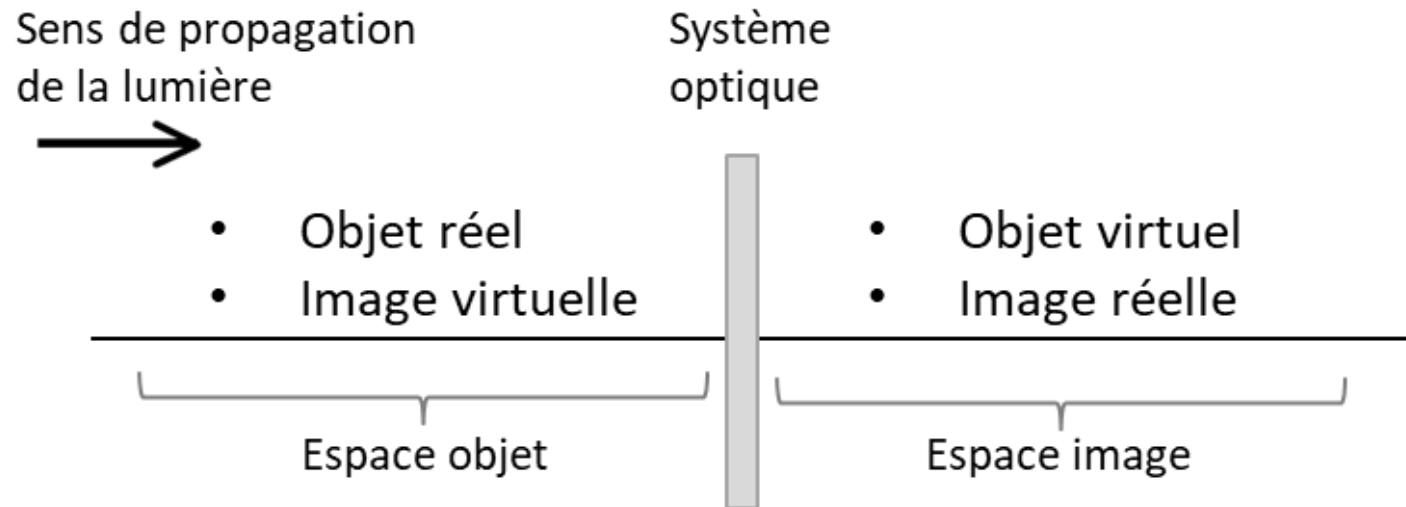 Sens de propagation
de la lumière
Système
optique
• Objet réel
• Image virtuelle
• Objet virtuel
• Image réelle
Espace objet
Espace image